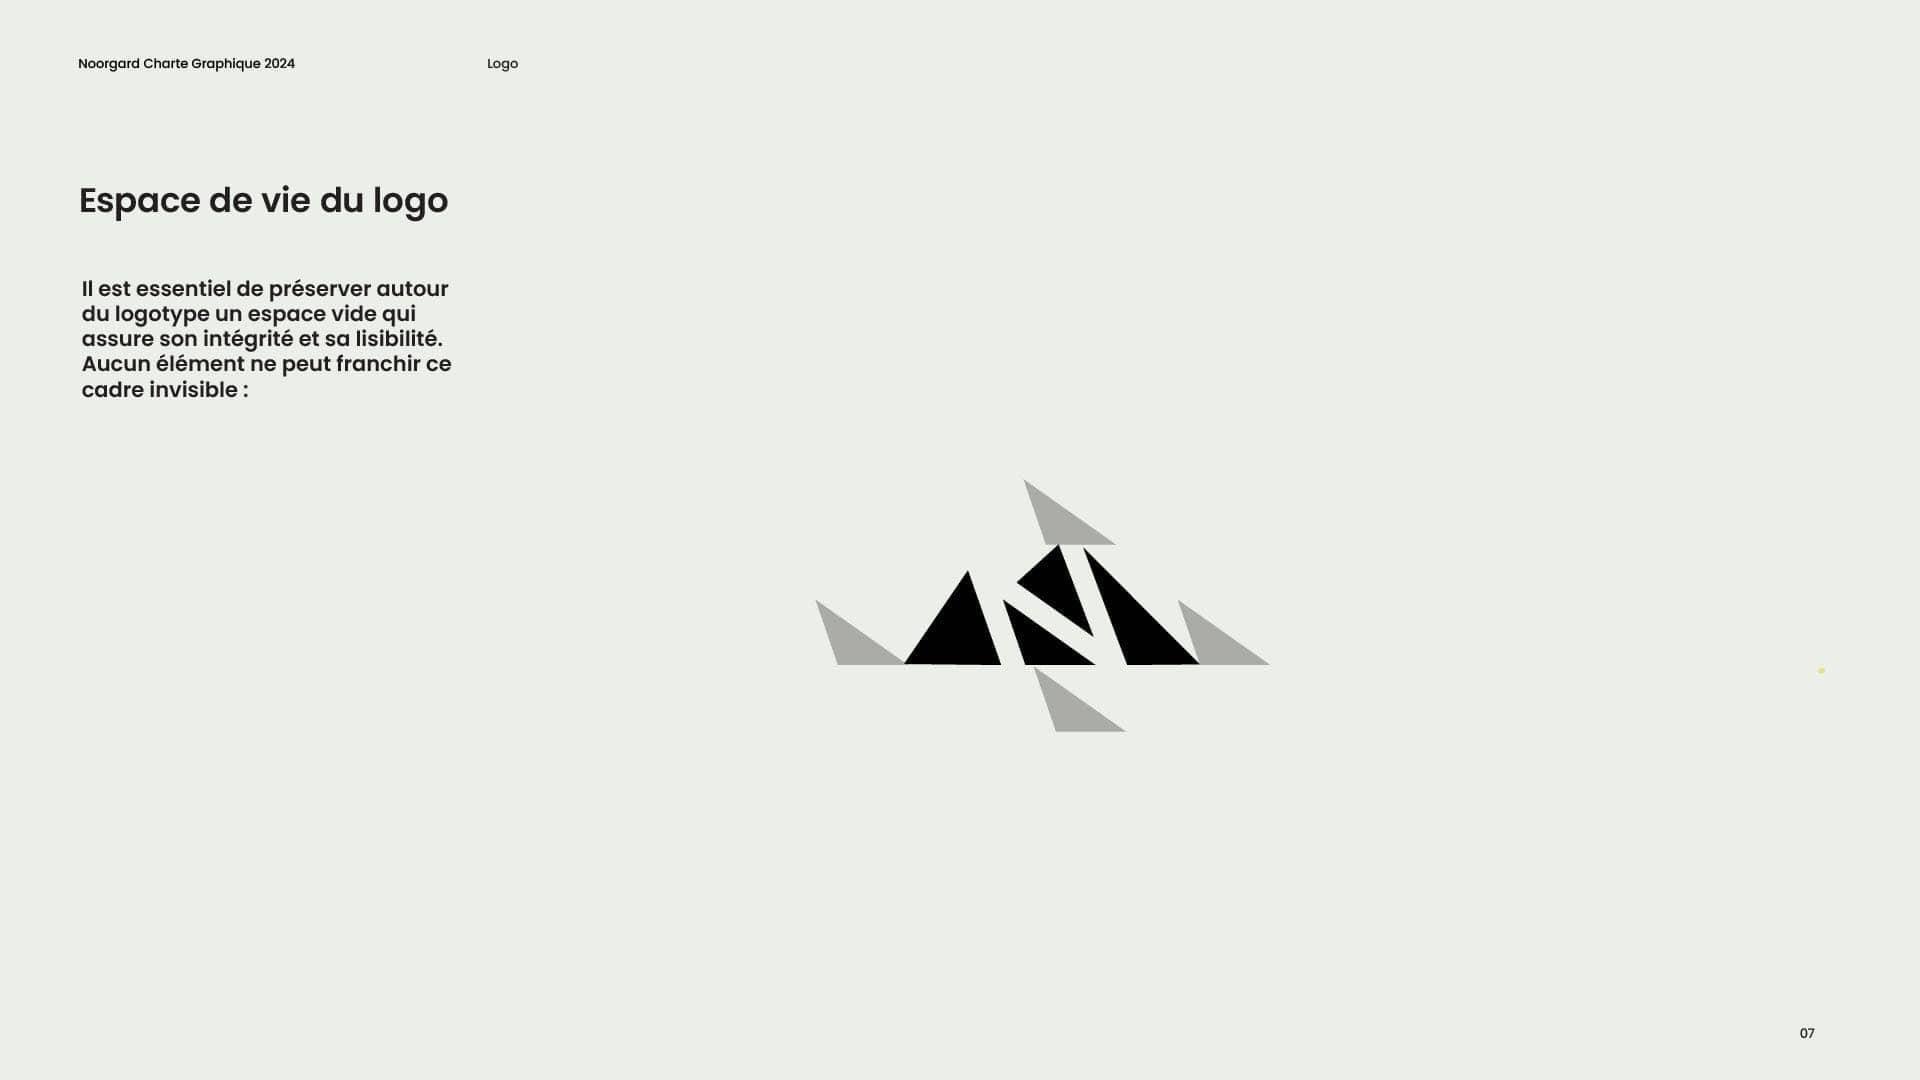 Noorgard Charte Graphique 2024
Logo
Espace de vie du logo
Il est essentiel de préserver autour
du logotype un espace vide qui
assure son intégrité et sa lisibilité.
Aucun élément ne peut franchir ce
cadre invisible :
07